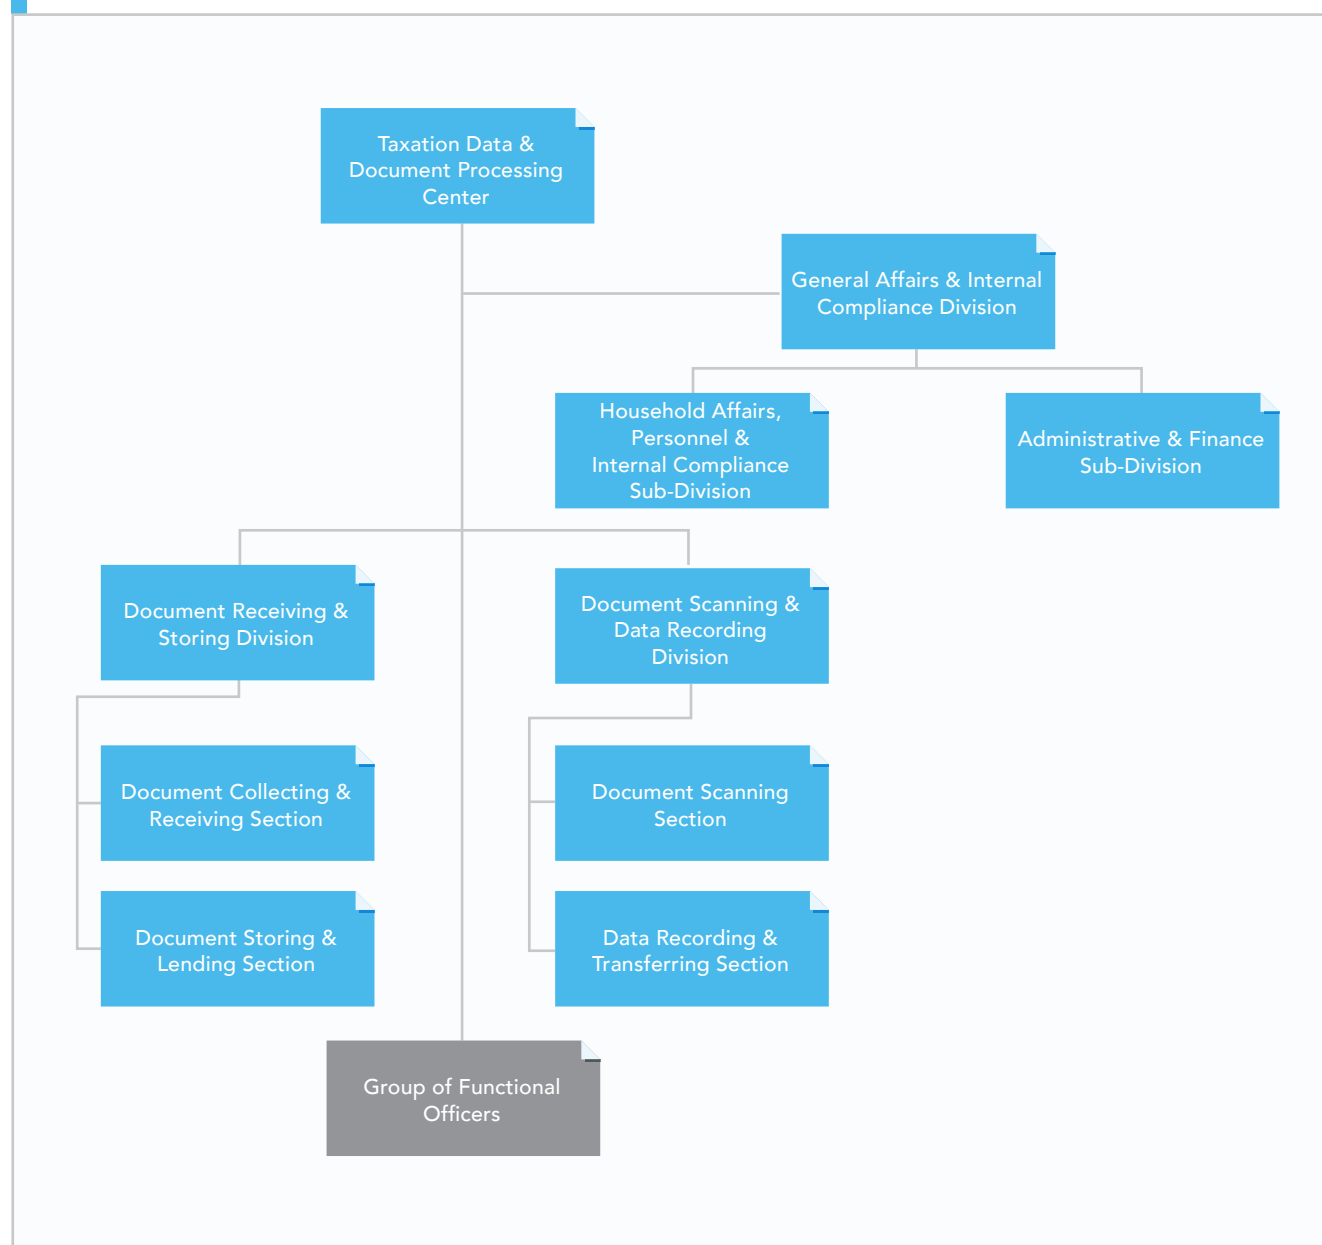 Taxation Data &
Document Processing
Center
General Affairs & Internal
Compliance Division
Household Affairs,
Personnel &
Internal Compliance
Sub-Division
Administrative & Finance
Sub-Division
Document Receiving &
Storing Division
Document Scanning &
Data Recording
Division
Document Collecting &
Receiving Section
Document Scanning
Section
Document Storing &
Lending Section
Data Recording &
Transferring Section
Group of Functional
Officers